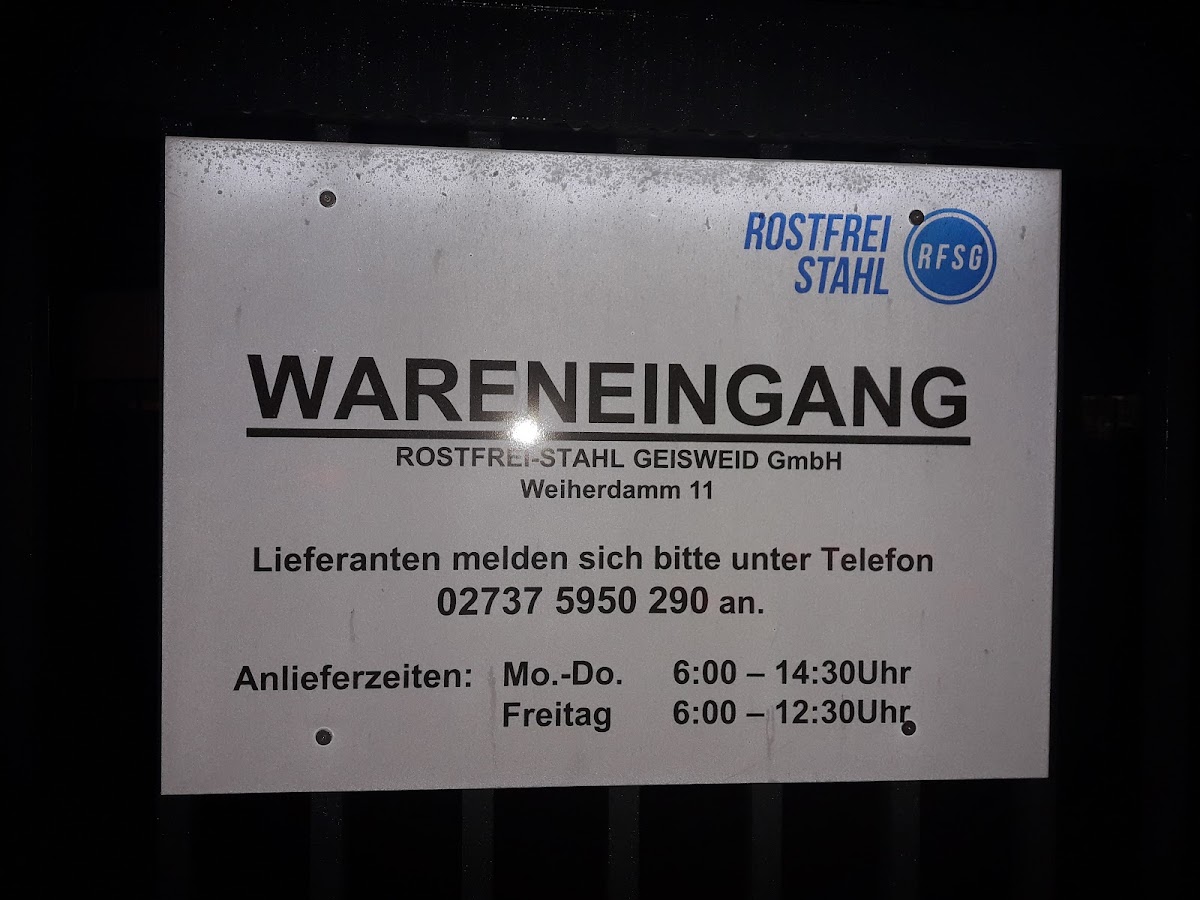 ROSTFREI
STAHL
RFSG
WARENEINGANG
ROSTFREI-STAHL GEISWEID GmbH
Weiherdamm 11
Lieferanten melden sich bitte unter Telefon
02737 5950 290 an.
Anlieferzeiten: Mo.-Do. 6:00 – 14:30Uhr
Freitag 6:00 – 12:30Uhr